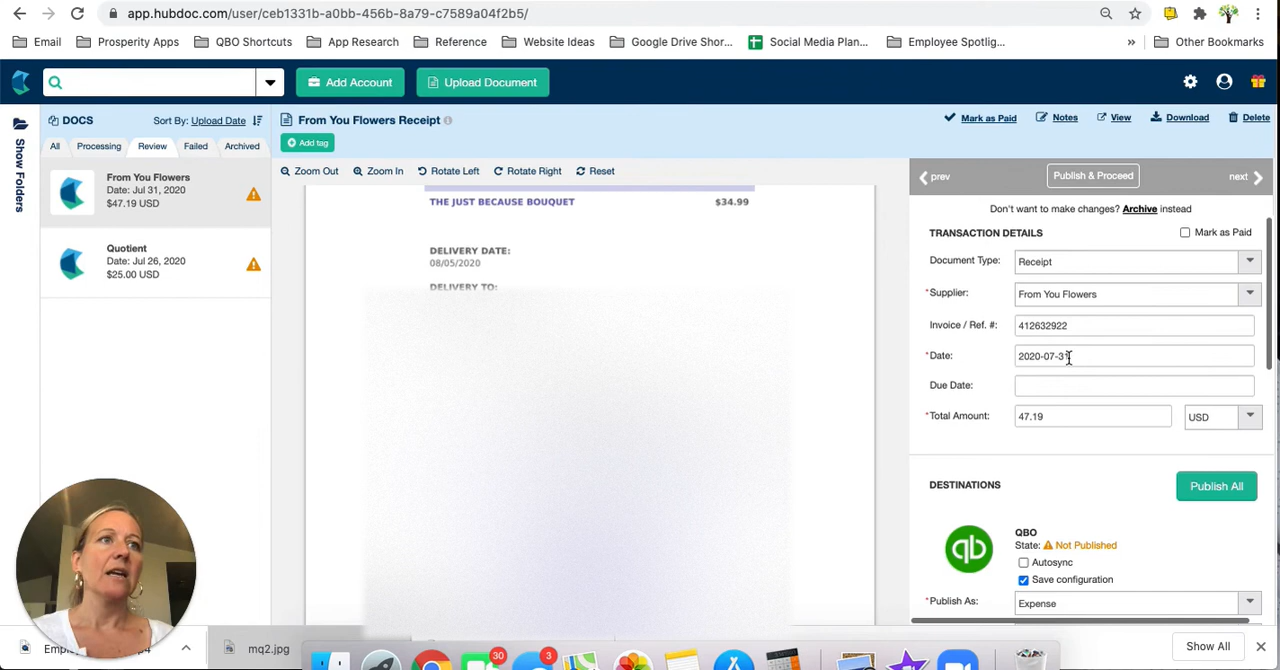 app.hubdoc.com/user/ceb1331b-a0bb-456b-8a79-c7589a04f2b5/
Email
Prosperity Apps
QBO Shortcuts
App Research
Reference
Website Ideas
Google Drive Shor...
Social Media Plan...
Employee Spotlig...
»
Other Bookmarks
Add Account
Upload Document
DOCS
Sort By: Upload Date
From You Flowers Receipt
Mark as Paid
Notes
View
Download
Delete
All
Processing
Review
Failed
Archived
Add tag
Show Folders
Zoom Out
Zoom In
Rotate Left
Rotate Right
Reset
prev
Publish & Proceed
next
From You Flowers
Date: Jul 31, 2020
$47.19 USD
Quotient
Date: Jul 26, 2020
$25.00 USD
THE JUST BECAUSE BOUQUET $34.99
DELIVERY DATE:
08/05/2020
DELIVERY TO:
Don't want to make changes? Archive instead
TRANSACTION DETAILS
Mark as Paid
Document Type: Receipt
*Supplier: From You Flowers
Invoice / Ref. #: 412632922
*Date: 2020-07-31
Due Date:
*Total Amount: 47.19 USD
DESTINATIONS
Publish All
qb
QBO
State: Not Published
Autosync
Save configuration
*Publish As: Expense
mq2.jpg
30
3
Show All